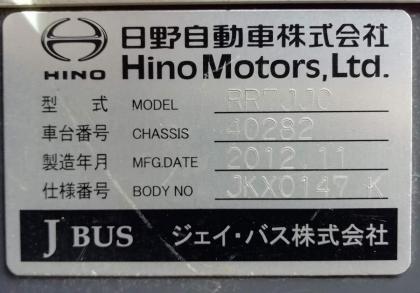 HINO 日野自動車株式会社
Hino Motors, Ltd.
型 式 MODEL RR7JJC
車台番号 CHASSIS 40282
製造年月 MFG.DATE 2012.11
仕様番号 BODY NO JKX0147 K
J BUS ジェイ・バス株式会社